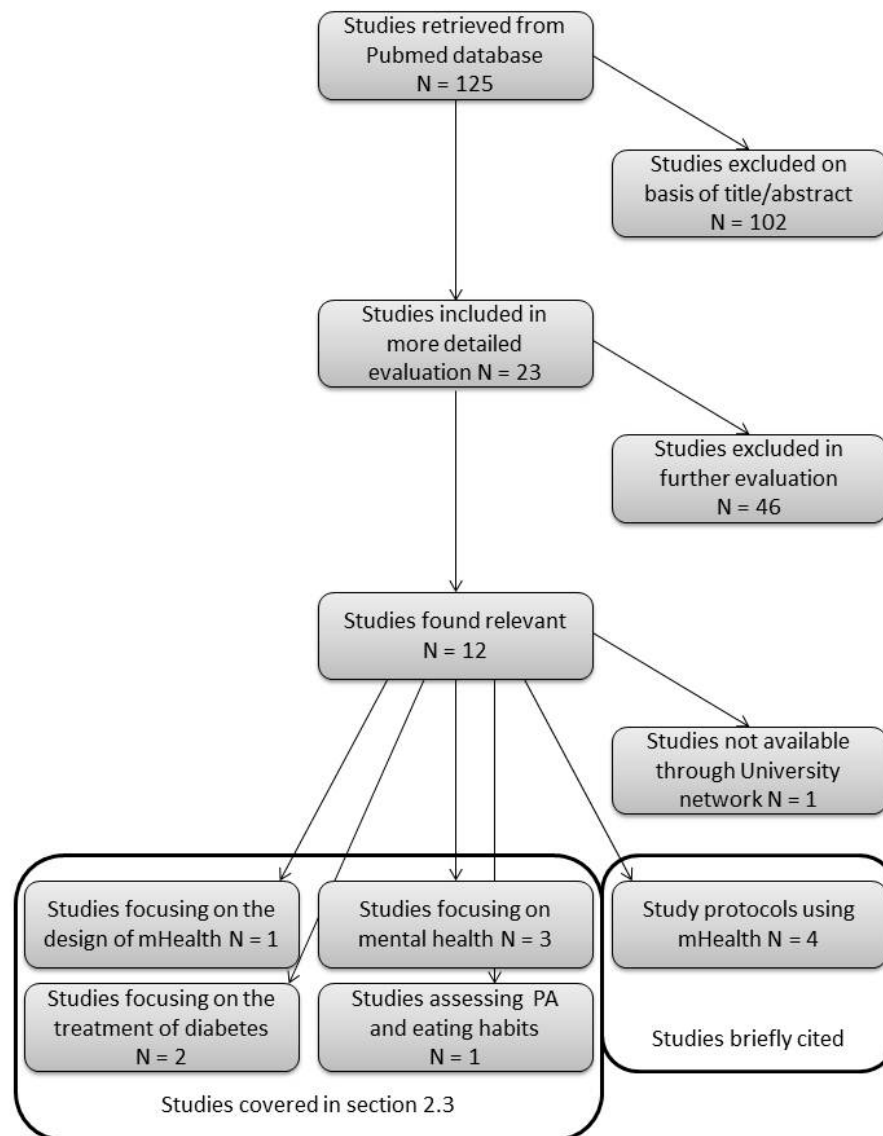 Studies retrieved from
Pubmed database
N = 125
Studies excluded on
basis of title/abstract
N = 102
Studies included in
more detailed
evaluation N = 23
Studies excluded in
further evaluation
N = 46
Studies found relevant
N = 12
Studies not available
through University
network N = 1
Studies focusing on the
design of mHealth N = 1
Studies focusing on
mental health N = 3
Study protocols using
mHealth N = 4
Studies focusing on the
treatment of diabetes
N = 2
Studies assessing PA
and eating habits
N = 1
Studies briefly cited
Studies covered in section 2.3